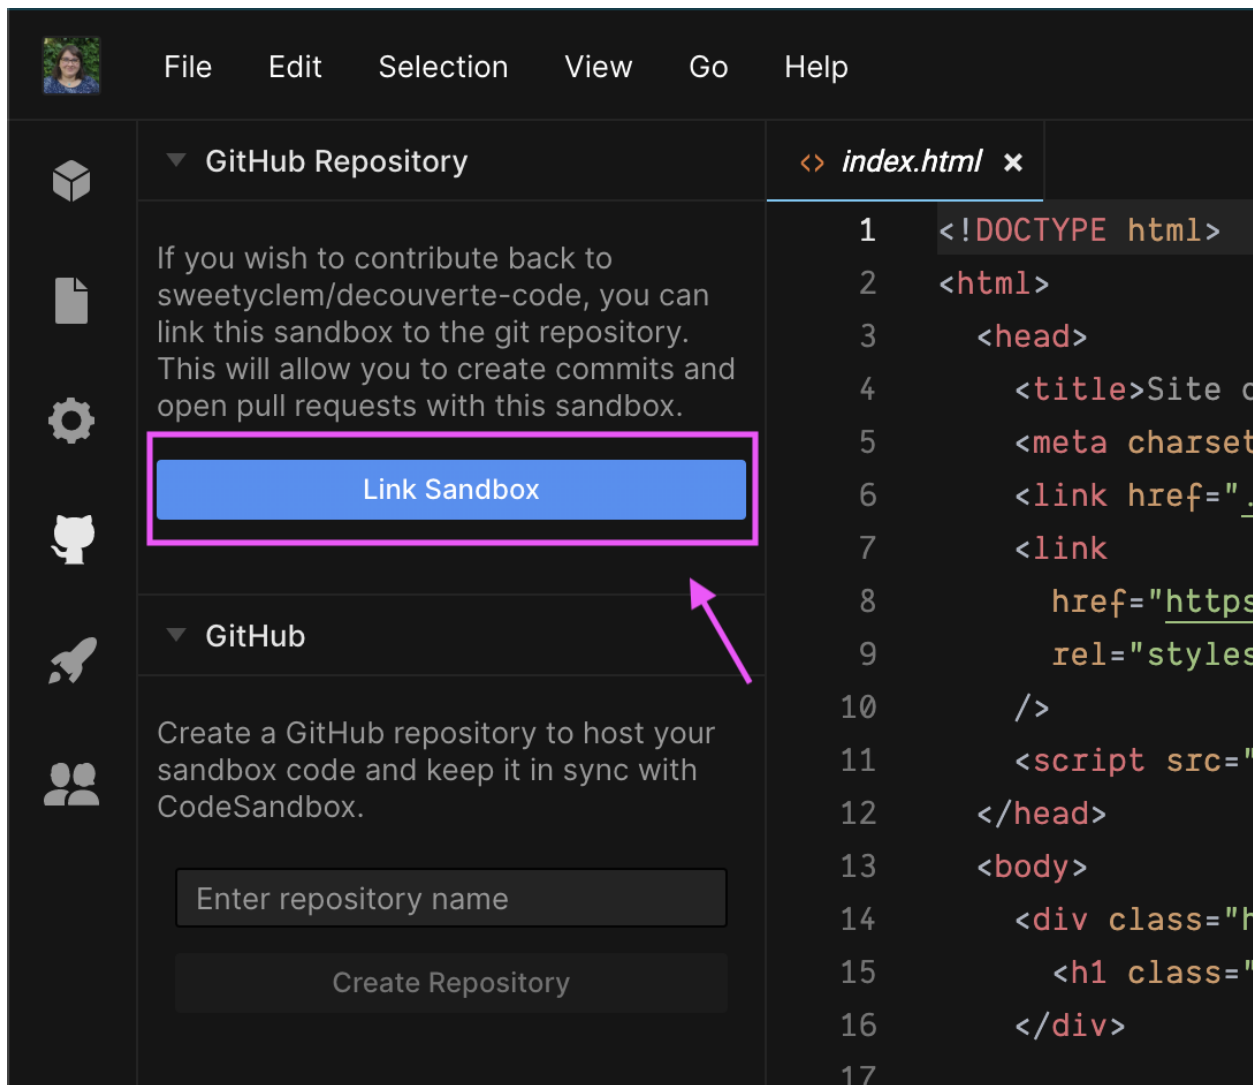 File Edit Selection View Go Help
GitHub Repository
If you wish to contribute back to
sweetyclem/decouverte-code, you can
link this sandbox to the git repository.
This will allow you to create commits and
open pull requests with this sandbox.
Link Sandbox
GitHub
Create a GitHub repository to host your
sandbox code and keep it in sync with
CodeSandbox.
Enter repository name
Create Repository
<> index.html ×
1 <!DOCTYPE html>
2 <html>
3 <head>
4 <title>Site
5 <meta charset
6 <link href=".
7 <link
8 href="https
9 rel="styles
10 />
11 <script src="
12 </head>
13 <body>
14 <div class="h
15 <h1 class="
16 </div>
17